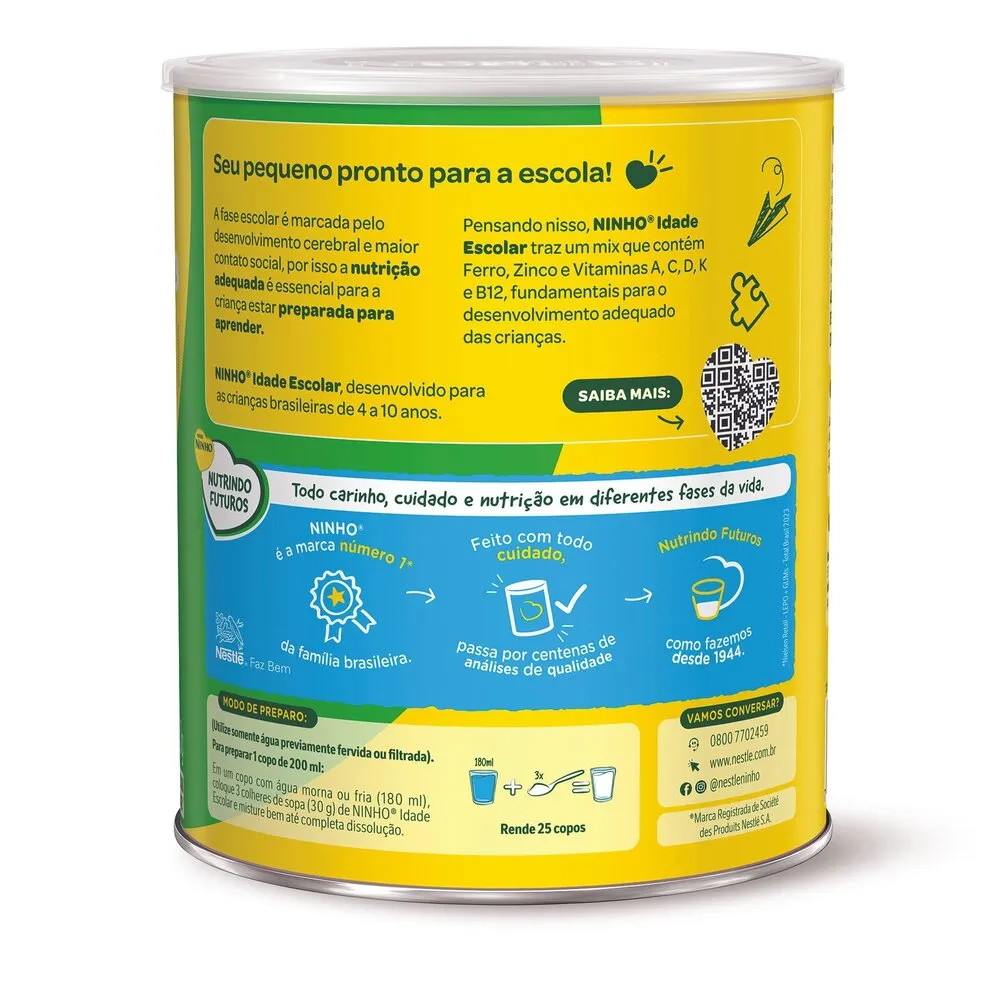 Seu pequeno pronto para a escola!
A fase escolar é marcada pelo
desenvolvimento cerebral e maior
contato social, por isso a nutrição
adequada é essencial para a
criança estar preparada para
aprender.
NINHO® Idade Escolar, desenvolvido para
as crianças brasileiras de 4 a 10 anos.
Pensando nisso, NINHO® Idade
Escolar traz um mix que contém
Ferro, Zinco e Vitaminas A, C, D, K
e B12, fundamentais para o
desenvolvimento adequado
das crianças.
SAIBA MAIS:
NINHO
NUTRINDO
FUTUROS
Todo carinho, cuidado e nutrição em diferentes fases da vida.
NINHO®
é a marca número 1*
da família brasileira.
Feito com todo
cuidado,
passa por centenas de
análises de qualidade
Nutrindo Futuros
como fazemos
desde 1944.
*Nielsen Retail - LEPO + GUMs - Total Brasil 2023
Nestlé. Faz Bem
MODO DE PREPARO:
(Utilize somente água previamente fervida ou filtrada).
Para preparar 1 copo de 200 ml:
Em um copo com água morna ou fria (180 ml),
coloque 3 colheres de sopa (30 g) de NINHO® Idade
Escolar e misture bem até completa dissolução.
180ml
+
3x
=
Rende 25 copos
VAMOS CONVERSAR?
0800 7702459
www.nestle.com.br
@nestleninho
®Marca Registrada de Société
des Produits Nestlé S.A.